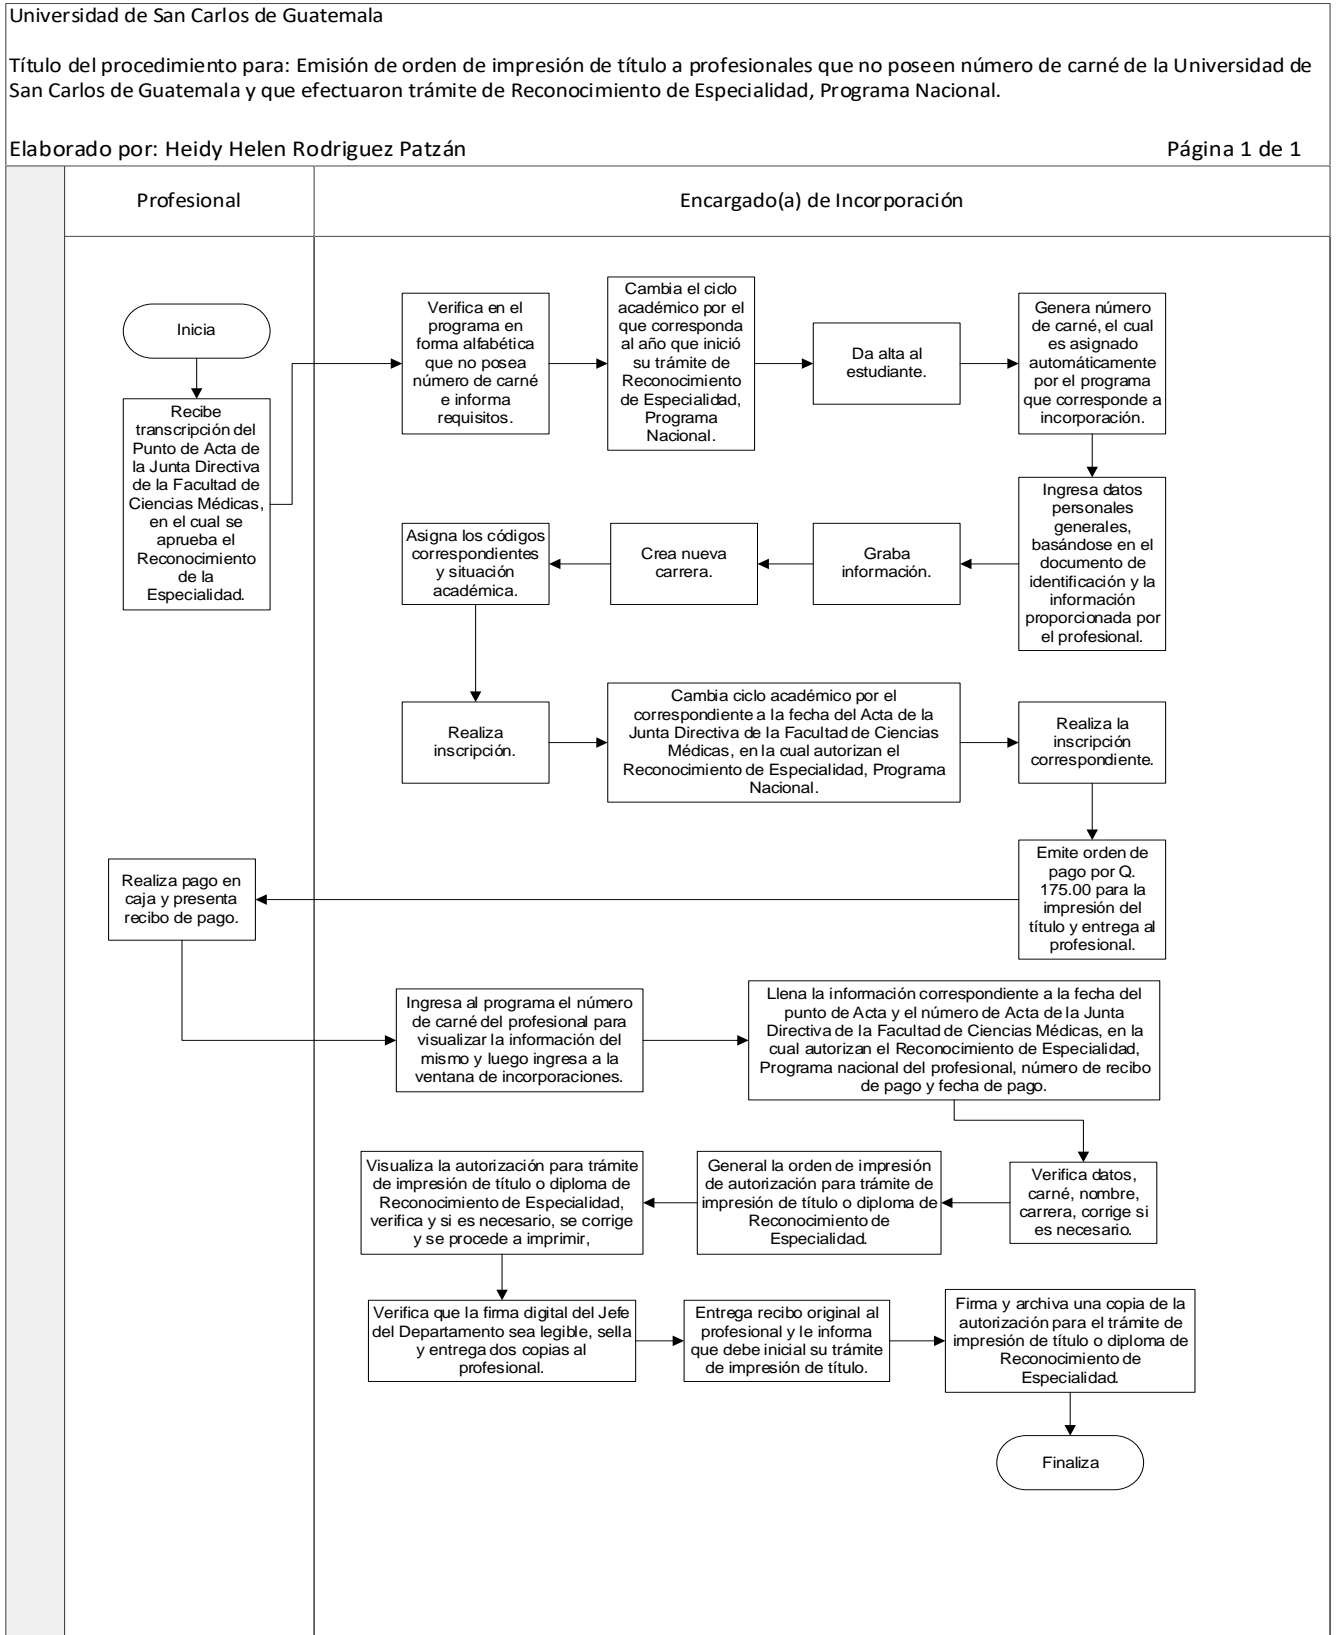 Universidad de San Carlos de Guatemala
Título del procedimiento para: Emisión de orden de impresión de título a profesionales que no poseen número de carné de la Universidad de
San Carlos de Guatemala y que efectuaron trámite de Reconocimiento de Especialidad, Programa Nacional.
Elaborado por: Heidy Helen Rodriguez Patzán
Página 1 de 1
Profesional
Encargado(a) de Incorporación
Inicia
Recibe
transcripción del
Punto de Acta de
la Junta Directiva
de la Facultad de
Ciencias Médicas,
en el cual se
aprueba el
Reconocimiento
de la
Especialidad.
Verifica en el
programa en
forma alfabética
que no posea
número de carné
e informa
requisitos.
Cambia el ciclo
académico por el
que corresponda
al año que inició
su trámite de
Reconocimiento
de Especialidad,
Programa
Nacional.
Da alta al
estudiante.
Genera número
de carné, el cual
es asignado
automáticamente
por el programa
que corresponde a
incorporación.
Ingresa datos
personales
generales,
basándose en el
documento de
identificación y la
información
proporcionada por
el profesional.
Graba
información.
Crea nueva
carrera.
Asigna los códigos
correspondientes
y situación
académica.
Realiza
inscripción.
Cambia ciclo académico por el
correspondiente a la fecha del Acta de la
Junta Directiva de la Facultad de Ciencias
Médicas, en la cual autorizan el
Reconocimiento de Especialidad, Programa
Nacional.
Realiza la
inscripción
correspondiente.
Emite orden de
pago por Q.
175.00 para la
impresión del
título y entrega al
profesional.
Realiza pago en
caja y presenta
recibo de pago.
Ingresa al programa el número
de carné del profesional para
visualizar la información del
mismo y luego ingresa a la
ventana de incorporaciones.
Llena la información correspondiente a la fecha del
punto de Acta y el número de Acta de la Junta
Directiva de la Facultad de Ciencias Médicas, en la
cual autorizan el Reconocimiento de Especialidad,
Programa nacional del profesional, número de recibo
de pago y fecha de pago.
Verifica datos,
carné, nombre,
carrera, corrige si
es necesario.
General la orden de impresión
de autorización para trámite de
impresión de título o diploma de
Reconocimiento de
Especialidad.
Visualiza la autorización para trámite
de impresión de título o diploma de
Reconocimiento de Especialidad,
verifica y si es necesario, se corrige
y se procede a imprimir,
Verifica que la firma digital del Jefe
del Departamento sea legible, sella
y entrega dos copias al
profesional.
Entrega recibo original al
profesional y le informa
que debe inicial su trámite
de impresión de título.
Firma y archiva una copia de la
autorización para el trámite de
impresión de título o diploma de
Reconocimiento de
Especialidad.
Finaliza